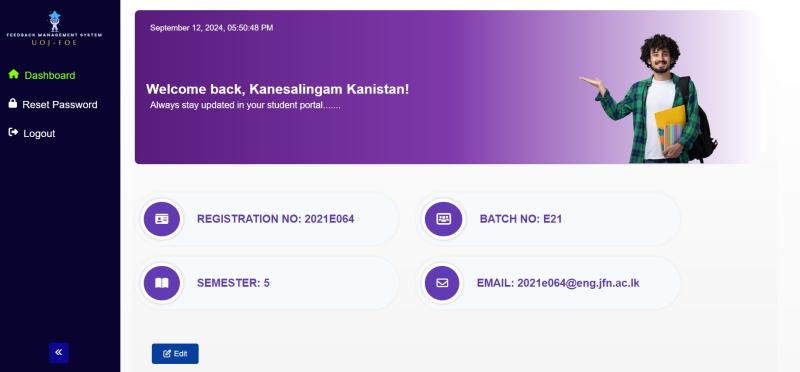 FEEDBACK MANAGEMENT SYSTEM
UOJ-FOE
Dashboard
Reset Password
Logout
September 12, 2024, 05:50:48 PM
Welcome back, Kanesalingam Kanistan!
Always stay updated in your student portal.......
REGISTRATION NO: 2021E064
BATCH NO: E21
SEMESTER: 5
EMAIL: 2021e064@eng.jfn.ac.lk
Edit